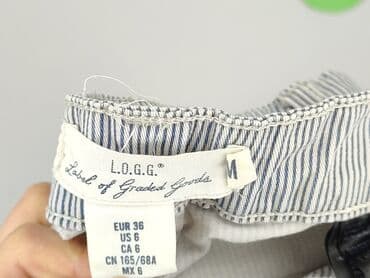 L.O.G.G.®
Label of Graded Goods
M
EUR 36
US 6
CA 6
CN 165/68A
MX 6